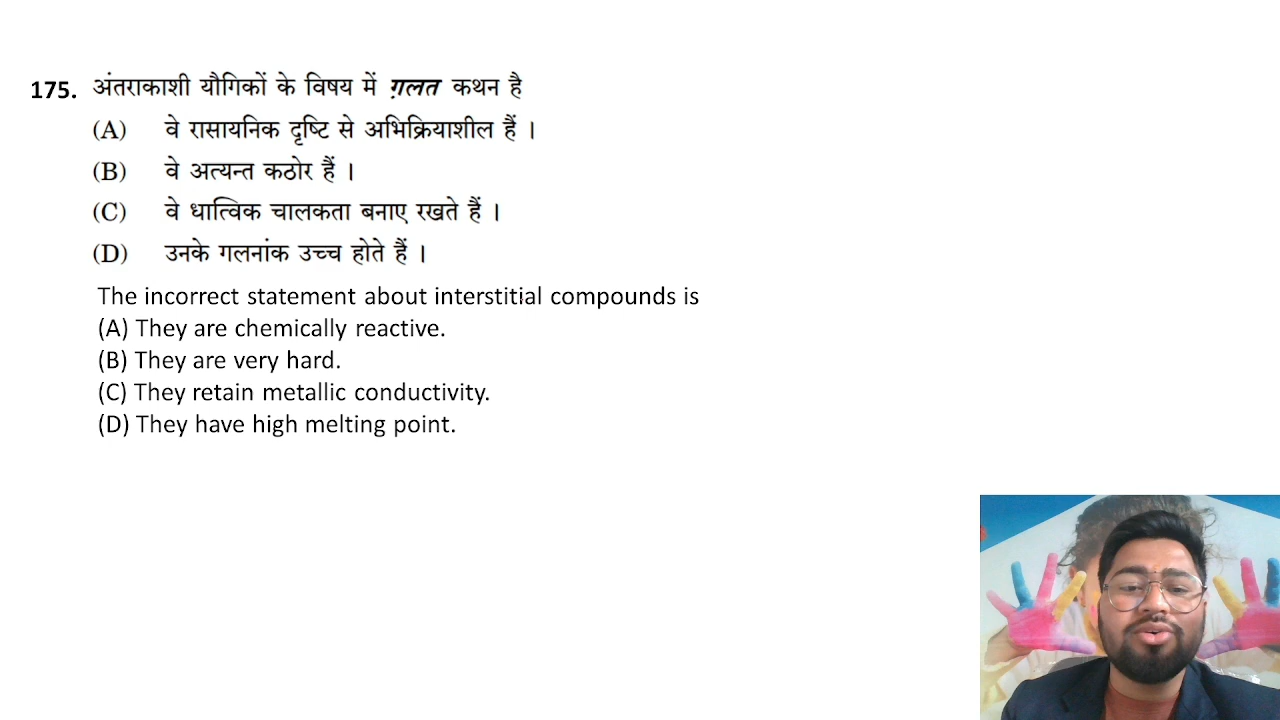 175. अंतराकाशी यौगिकों के विषय में ग़लत कथन है
(A) वे रासायनिक दृष्टि से अभिक्रियाशील हैं ।
(B) वे अत्यन्त कठोर हैं ।
(C) वे धात्विक चालकता बनाए रखते हैं ।
(D) उनके गलनांक उच्च होते हैं ।
The incorrect statement about interstitial compounds is
(A) They are chemically reactive.
(B) They are very hard.
(C) They retain metallic conductivity.
(D) They have high melting point.